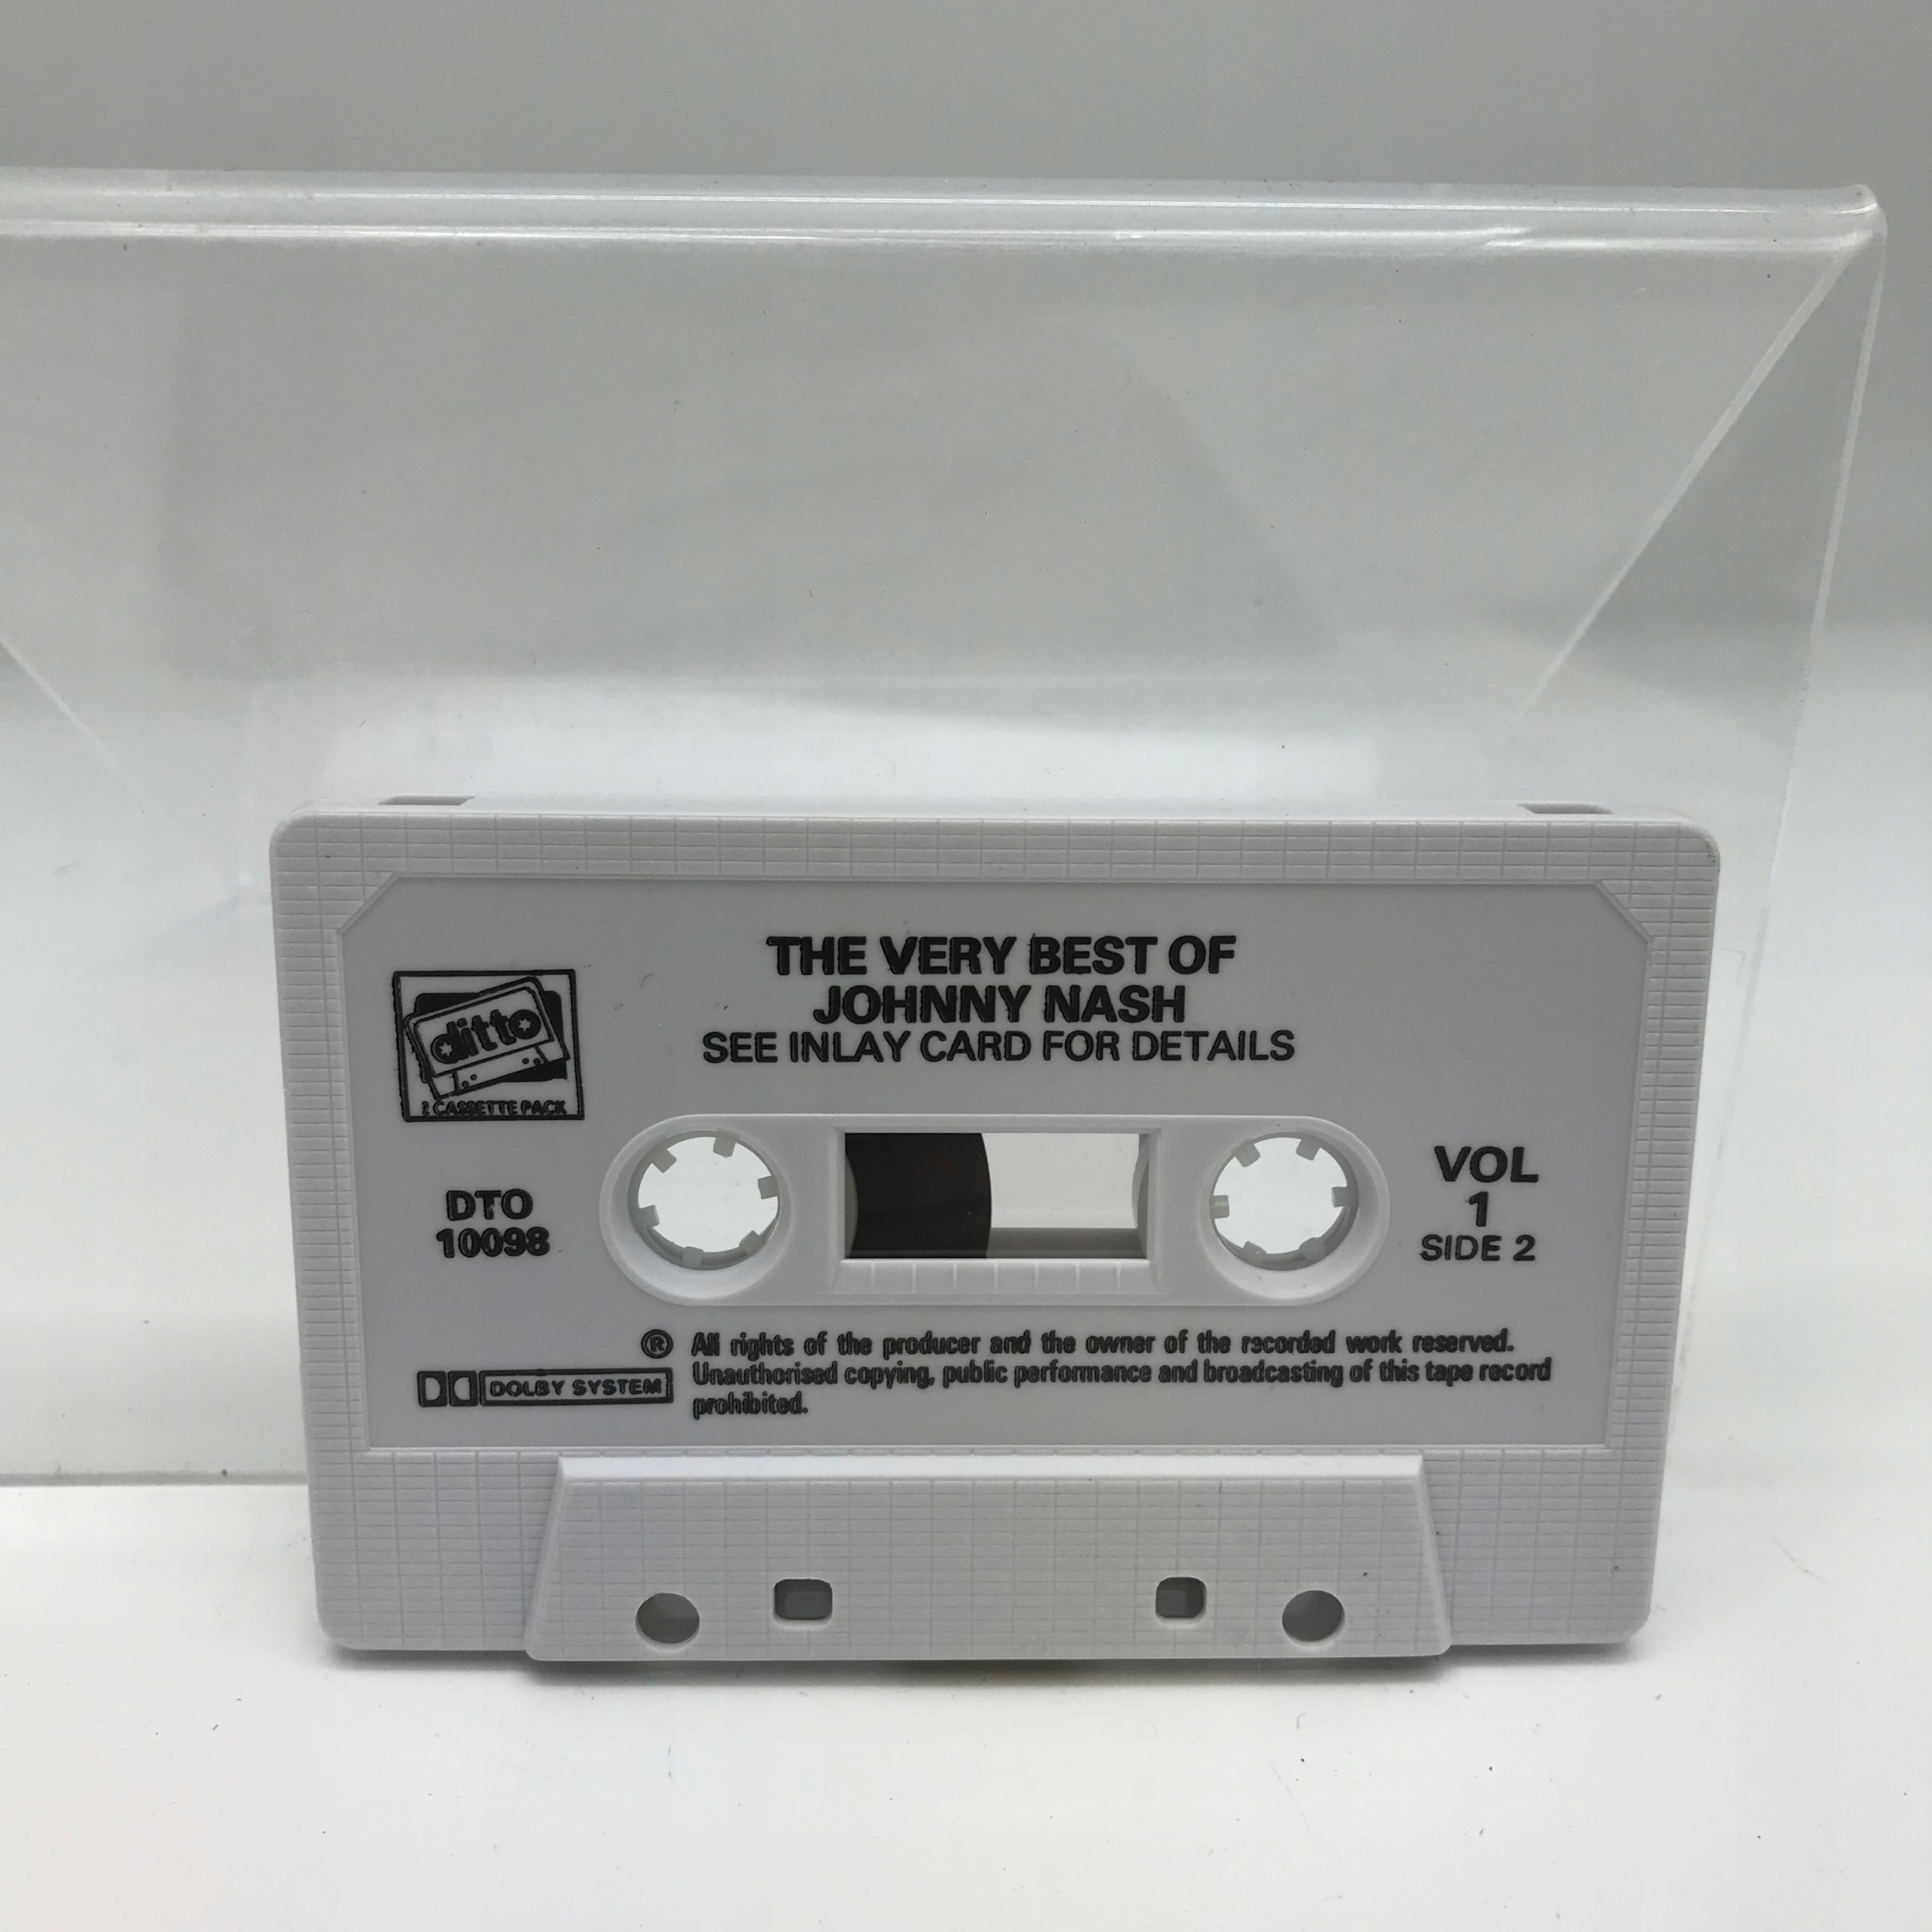 THE VERY BEST OF
JOHNNY NASH
SEE INLAY CARD FOR DETAILS
ditto
2 CASSETTE PACK
DTO
10098
VOL
1
SIDE 2
® All rights of the producer and the owner of the recorded work reserved.
Unauthorised copying, public performance and broadcasting of this tape record
prohibited.
DOLBY SYSTEM